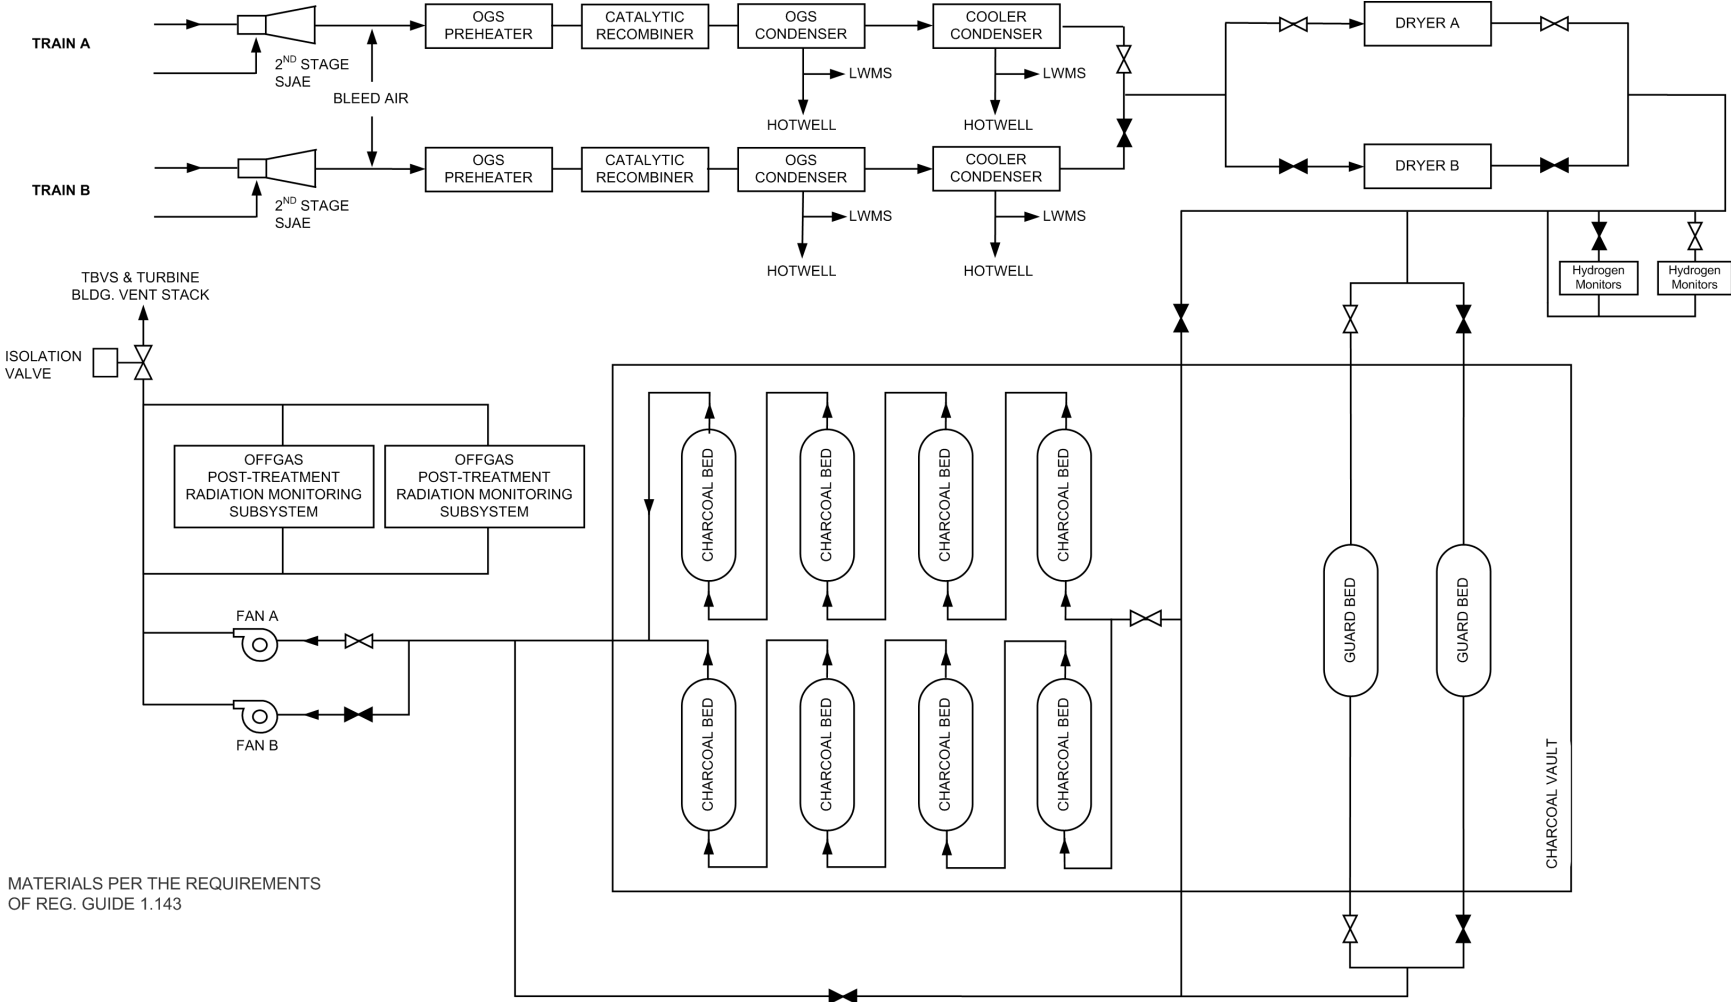 TRAIN A
2ND STAGE
SJAE
BLEED AIR
OGS
PREHEATER
CATALYTIC
RECOMBINER
OGS
CONDENSER
COOLER
CONDENSER
LWMS
HOTWELL
LWMS
HOTWELL
DRYER A
TRAIN B
2ND STAGE
SJAE
OGS
PREHEATER
CATALYTIC
RECOMBINER
OGS
CONDENSER
COOLER
CONDENSER
LWMS
HOTWELL
LWMS
HOTWELL
DRYER B
Hydrogen
Monitors
Hydrogen
Monitors
TBVS & TURBINE
BLDG. VENT STACK
ISOLATION
VALVE
OFFGAS
POST-TREATMENT
RADIATION MONITORING
SUBSYSTEM
OFFGAS
POST-TREATMENT
RADIATION MONITORING
SUBSYSTEM
FAN A
FAN B
CHARCOAL BED
CHARCOAL BED
CHARCOAL BED
CHARCOAL BED
CHARCOAL BED
CHARCOAL BED
CHARCOAL BED
CHARCOAL BED
GUARD BED
GUARD BED
CHARCOAL VAULT
MATERIALS PER THE REQUIREMENTS
OF REG. GUIDE 1.143